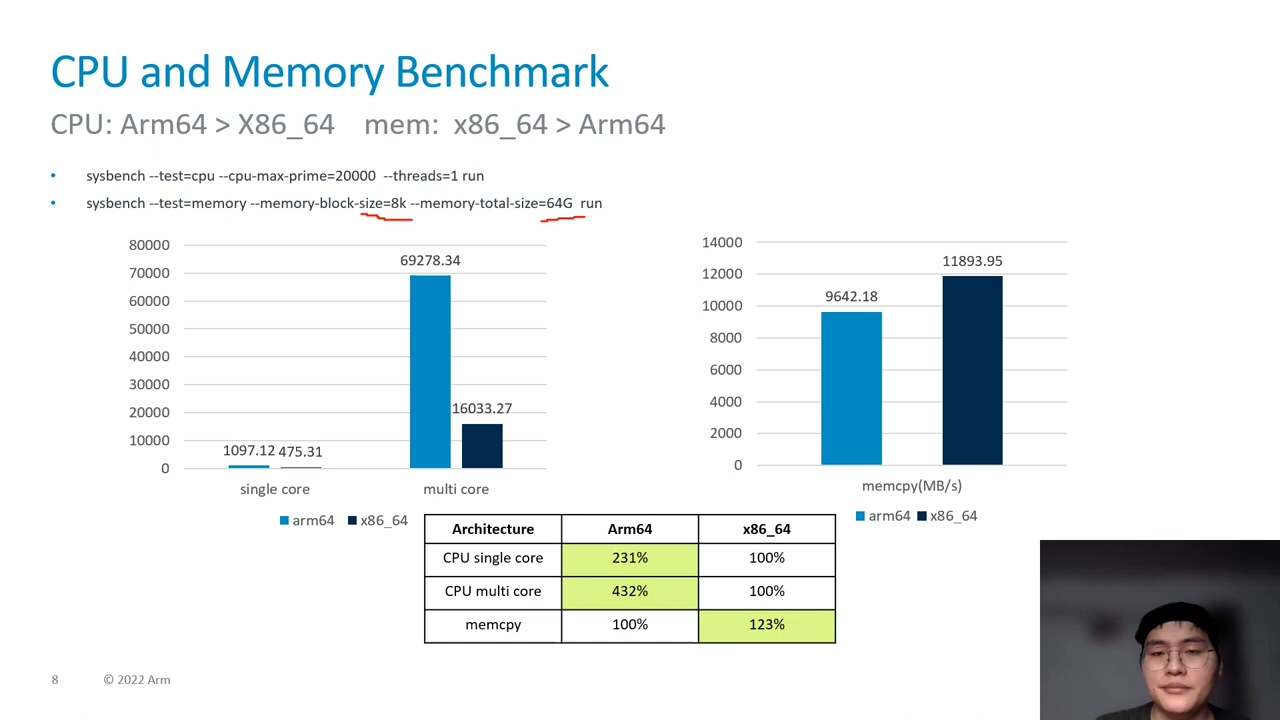 CPU and Memory Benchmark
CPU: Arm64 > X86_64    mem:  x86_64 > Arm64
• sysbench --test=cpu --cpu-max-prime=20000  --threads=1 run
• sysbench --test=memory --memory-block-size=8k --memory-total-size=64G  run
80000
70000
60000
50000
40000
30000
20000
10000
0
69278.34
16033.27
1097.12 475.31
single core
multi core
arm64 x86_64
14000
12000
10000
8000
6000
4000
2000
0
11893.95
9642.18
memcpy(MB/s)
arm64 x86_64
Architecture Arm64 x86_64
CPU single core 231% 100%
CPU multi core 432% 100%
memcpy 100% 123%
8 © 2022 Arm